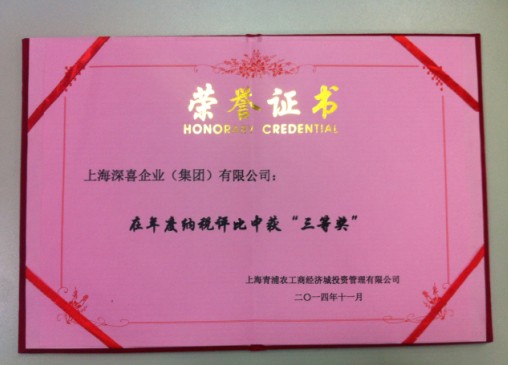 荣誉证书
HONORARY CREDENTIAL
上海深喜企业（集团）有限公司：
在年度纳税评比中获“三等奖”
上海青浦农工商经济城投资管理有限公司
二〇一四年十一月